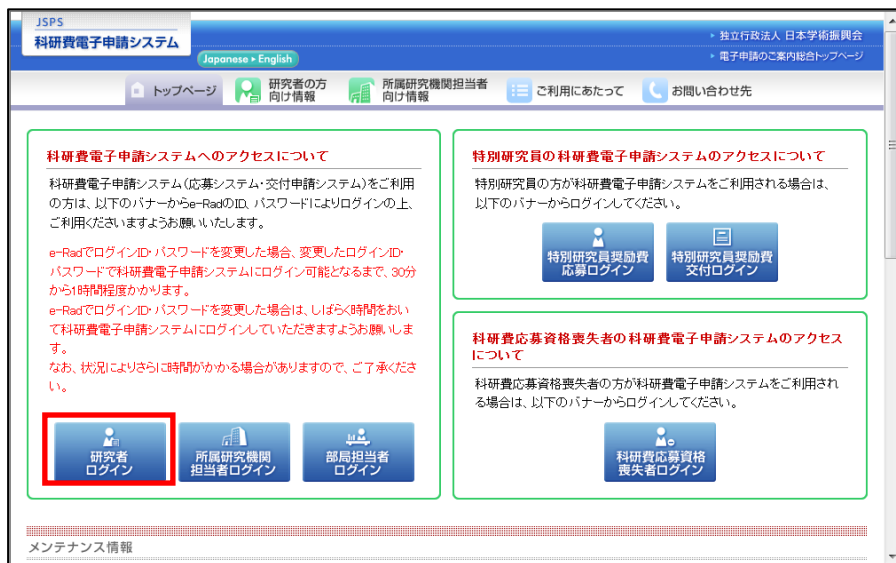 JSPS
科研費電子申請システム
Japanese ▸ English
独立行政法人 日本学術振興会
電子申請のご案内総合トップページ
トップページ
研究者の方
向け情報
所属研究機関担当者
向け情報
ご利用にあたって
お問い合わせ先
科研費電子申請システムへのアクセスについて
科研費電子申請システム(応募システム・交付申請システム)をご利用
の方は、以下のバナーからe-RadのID、パスワードによりログインの上、
ご利用くださいますようお願いいたします。
e-RadでログインID・パスワードを変更した場合、変更したログインID・
パスワードで科研費電子申請システムにログイン可能となるまで、30分
から1時間程度かかります。
e-RadでログインID・パスワードを変更した場合は、しばらく時間をおい
て科研費電子申請システムにログインしていただきますようお願いしま
す。
なお、状況によりさらに時間がかかる場合がありますので、ご了承くださ
い。
研究者
ログイン
所属研究機関
担当者ログイン
部局担当者
ログイン
特別研究員の科研費電子申請システムのアクセスについて
特別研究員の方が科研費電子申請システムをご利用される場合は、
以下のバナーからログインしてください。
特別研究員奨励費
応募ログイン
特別研究員奨励費
交付ログイン
科研費応募資格喪失者の科研費電子申請システムのアクセス
について
科研費応募資格喪失者の方が科研費電子申請システムをご利用され
る場合は、以下のバナーからログインしてください。
科研費応募資格
喪失者ログイン
メンテナンス情報